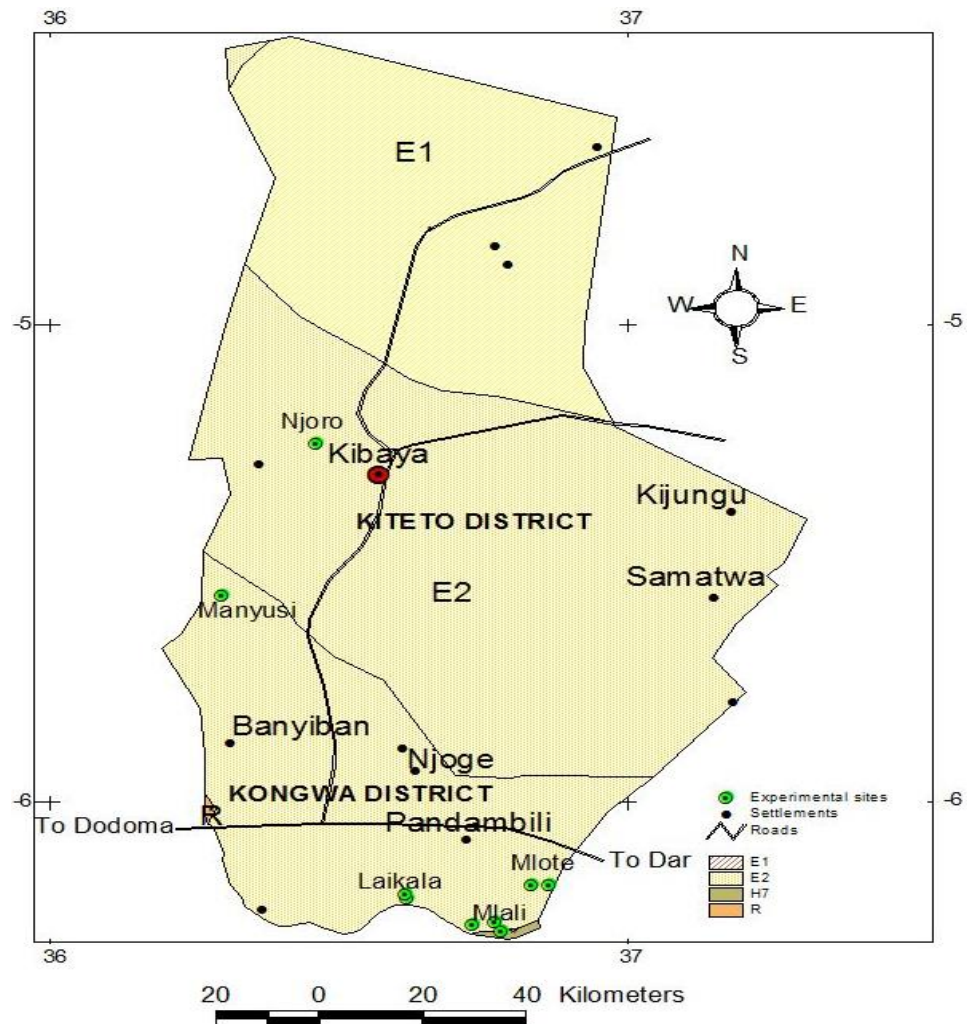 36 37
E1
N
W E
S
-5 -5
Njoro
Kibaya
Kijungu
KITETO DISTRICT
Samatwa
E2
Manyusi
Banyiban
Njoge
KONGWA DISTRICT
-6 -6
R
To Dodoma
Pandambili
To Dar
Mlote
Laikala
Mlali
Experimental sites
Settlements
Roads
E1
E2
H7
R
36 37
20 0 20 40 Kilometers